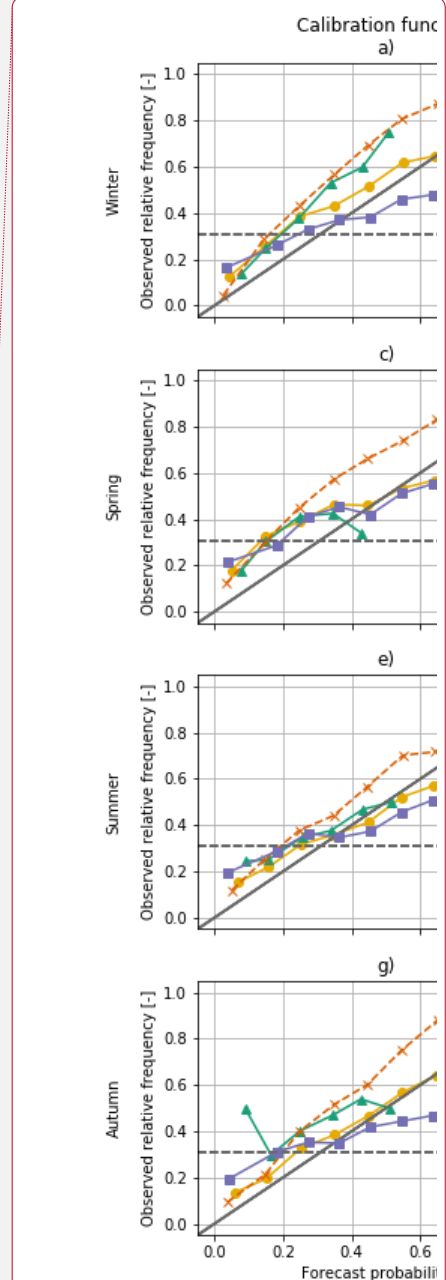 Calibration func
a)
Winter
Observed relative frequency [-]
1.0
0.8
0.6
0.4
0.2
0.0
c)
Spring
Observed relative frequency [-]
1.0
0.8
0.6
0.4
0.2
0.0
e)
Summer
Observed relative frequency [-]
1.0
0.8
0.6
0.4
0.2
0.0
g)
Autumn
Observed relative frequency [-]
1.0
0.8
0.6
0.4
0.2
0.0
0.0 0.2 0.4 0.6
Forecast probabilit